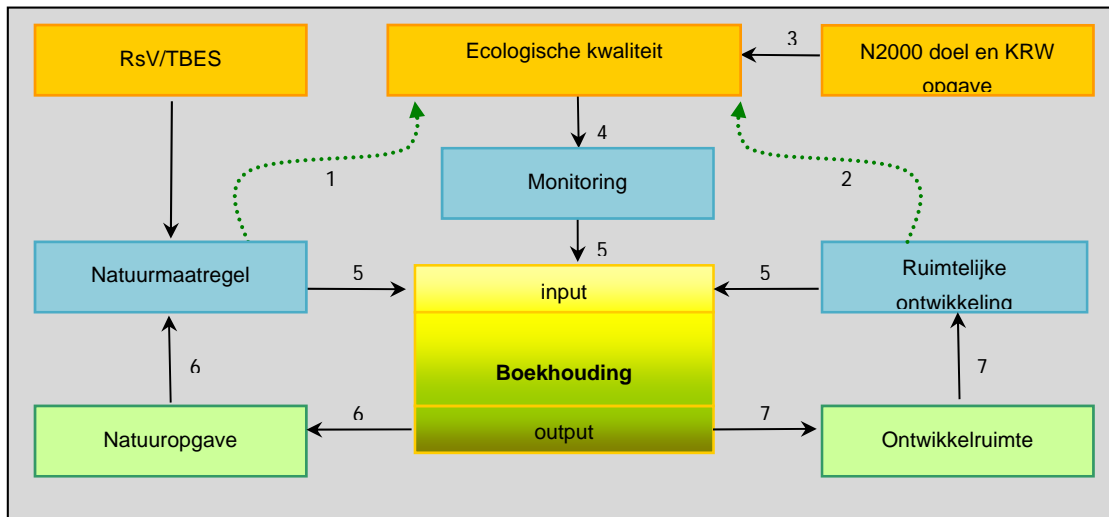 RsV/TBES
Ecologische kwaliteit
3
N2000 doel en KRW
opgave
4
1
Monitoring
2
5
Natuurmaatregel
5
input
5
Ruimtelijke
ontwikkeling
6
Boekhouding
7
Natuuropgave
6
output
7
Ontwikkelruimte